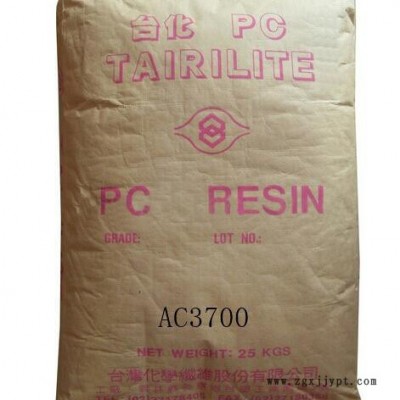 台化 PC
TAIRILITE
PC RESIN
GRADE: LOT NO.:
AC3700
NET WEIGHT: 25 KGS
台灣化學纖維股份有限公司
www.zgxjjypt.com